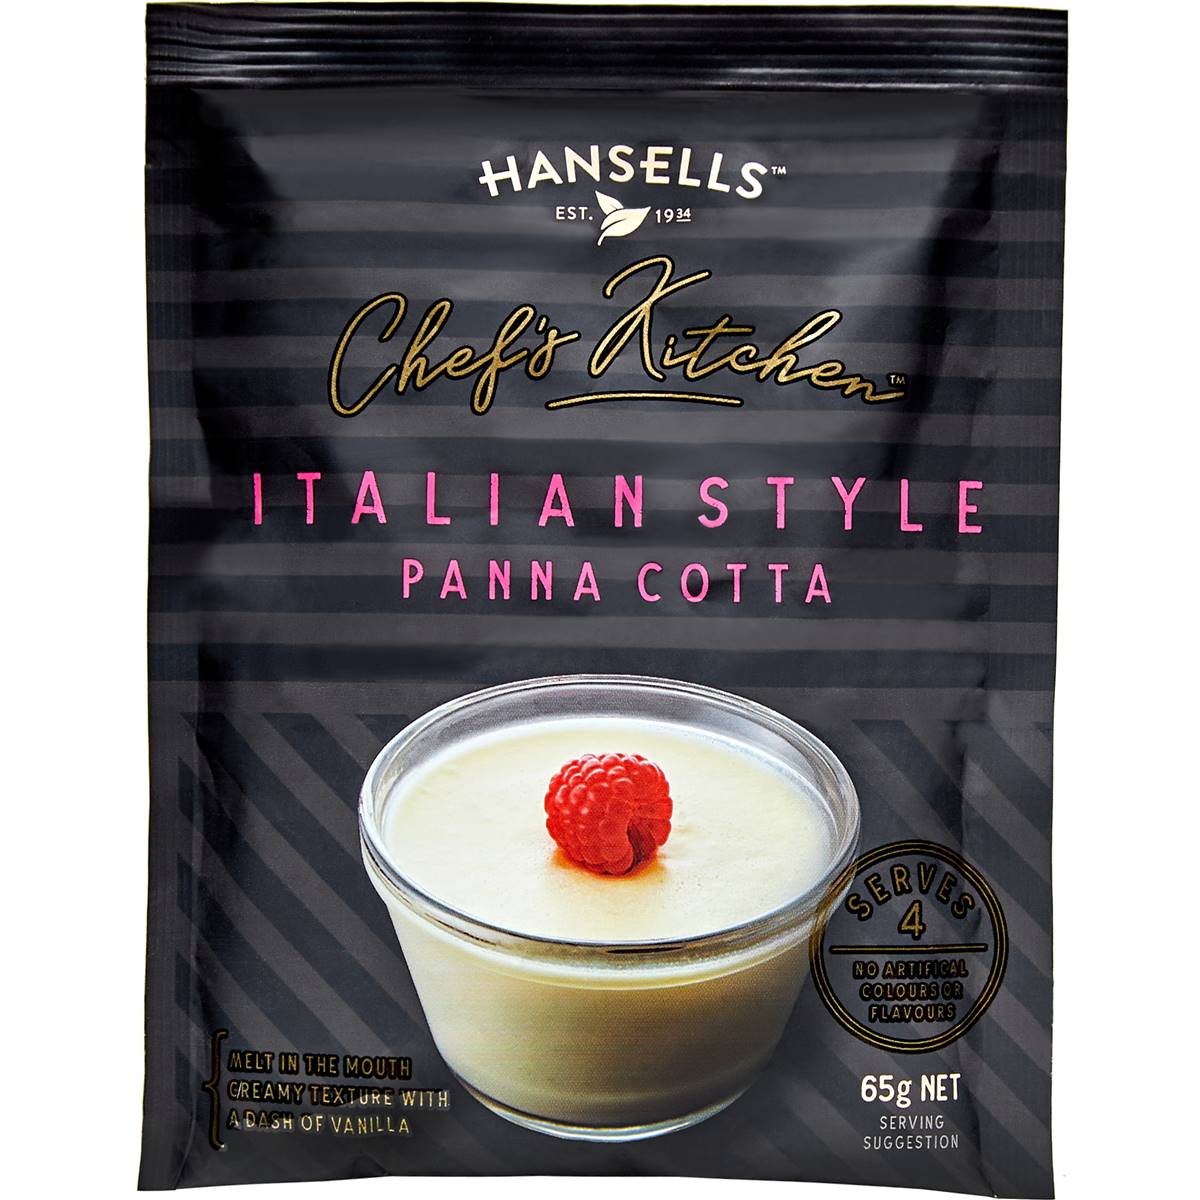 HANSELLS™
EST. 1934
Chef's Kitchen™
ITALIAN STYLE
PANNA COTTA
SERVES
4
NO ARTIFICAL
COLOURS OR
FLAVOURS
MELT IN THE MOUTH
CREAMY TEXTURE WITH
A DASH OF VANILLA
65g NET
SERVING
SUGGESTION